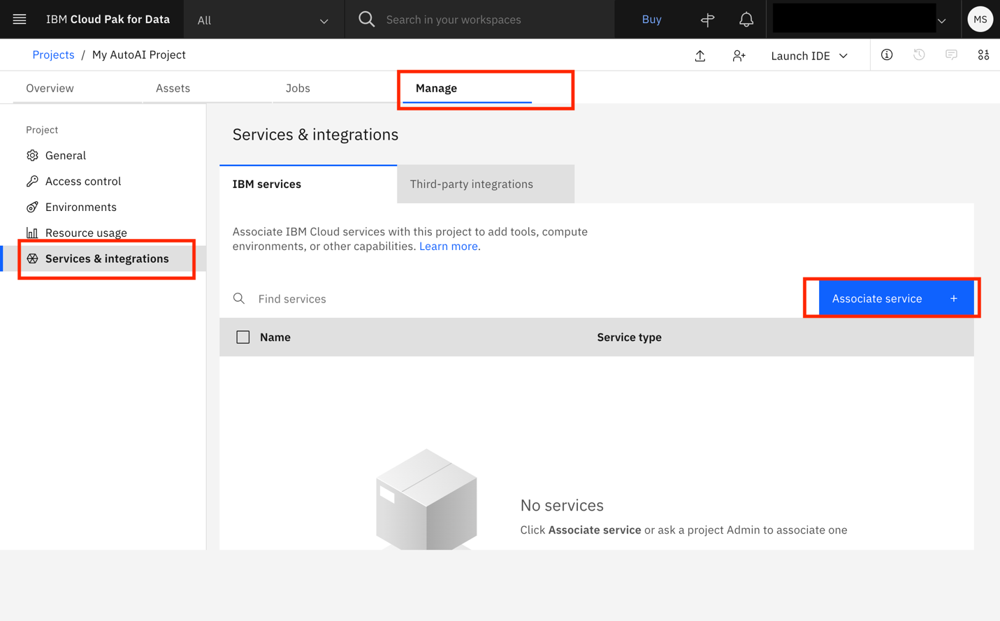 IBM Cloud Pak for Data
All
Search in your workspaces
Buy
MS
Projects / My AutoAI Project
Launch IDE
Overview
Assets
Jobs
Manage
Project
General
Access control
Environments
Resource usage
Services & integrations
Services & integrations
IBM services
Third-party integrations
Associate IBM Cloud services with this project to add tools, compute
environments, or other capabilities. Learn more.
Find services
Associate service +
Name
Service type
No services
Click Associate service or ask a project Admin to associate one